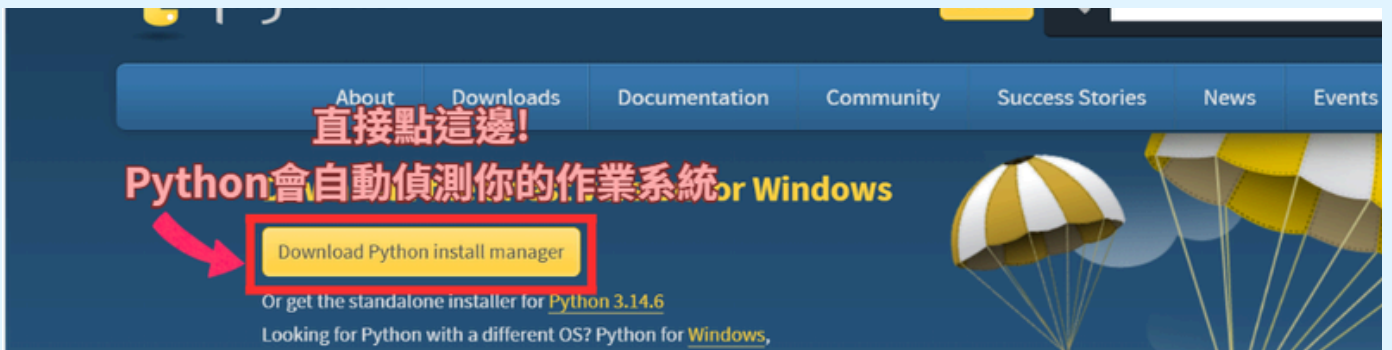 About Downloads Documentation Community Success Stories News Events
直接點這邊!
Python會自動偵測你的作業系統
for Windows
Download Python install manager
Or get the standalone installer for Python 3.14.6
Looking for Python with a different OS? Python for Windows,